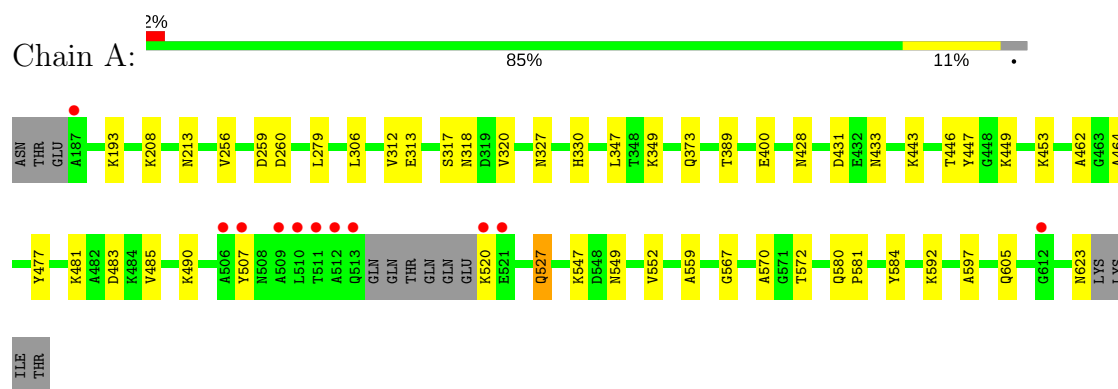 2%
Chain A:
85% 11% •
ASN THR GLU A187 K193 K208 N213 V256 D259 D260 L279 L306 V312 E313 S317 N318 D319 V320 N327 H330 L347 T348 K349 Q373 T389 E400 N428 D431 E432 N433 K443 T446 Y447 G448 K449 K453 A462 G463 A464
Y477 K481 A482 D483 K484 V485 K490 A506 Y507 N508 A509 L510 T511 A512 Q513 GLN GLN THR GLN GLN GLU K520 E521 Q527 K547 D548 N549 V552 A559 G567 A570 G571 T572 Q580 P581 Y584 K592 A597 Q605 G612 N623 LYS LYS
ILE THR